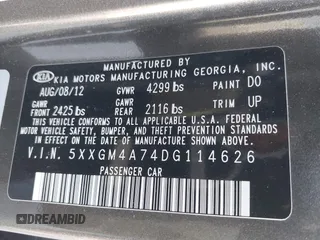 MANUFACTURED BY
KIA KIA MOTORS MANUFACTURING GEORGIA, INC.
AUG/08/12 GVWR 4299 lbs PAINT D0
GAWR FRONT 2425 lbs GAWR REAR 2116 lbs TRIM UP
THIS VEHICLE CONFORMS TO ALL APPLICABLE U.S.A. FEDERAL MOTOR VEHICLE
SAFETY, BUMPER, AND THEFT PREVENTION STANDARDS IN EFFECT
ON THE DATE OF MANUFACTURE SHOWN ABOVE.
V.I.N. 5XXGM4A74DG114626
PASSENGER CAR
DREAMBID